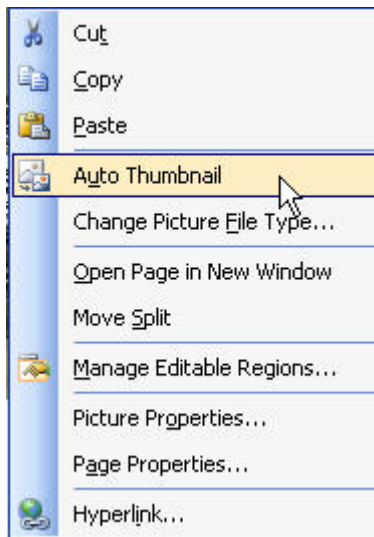 Cut
Copy
Paste
Auto Thumbnail
Change Picture File Type...
Open Page in New Window
Move Split
Manage Editable Regions...
Picture Properties...
Page Properties...
Hyperlink...